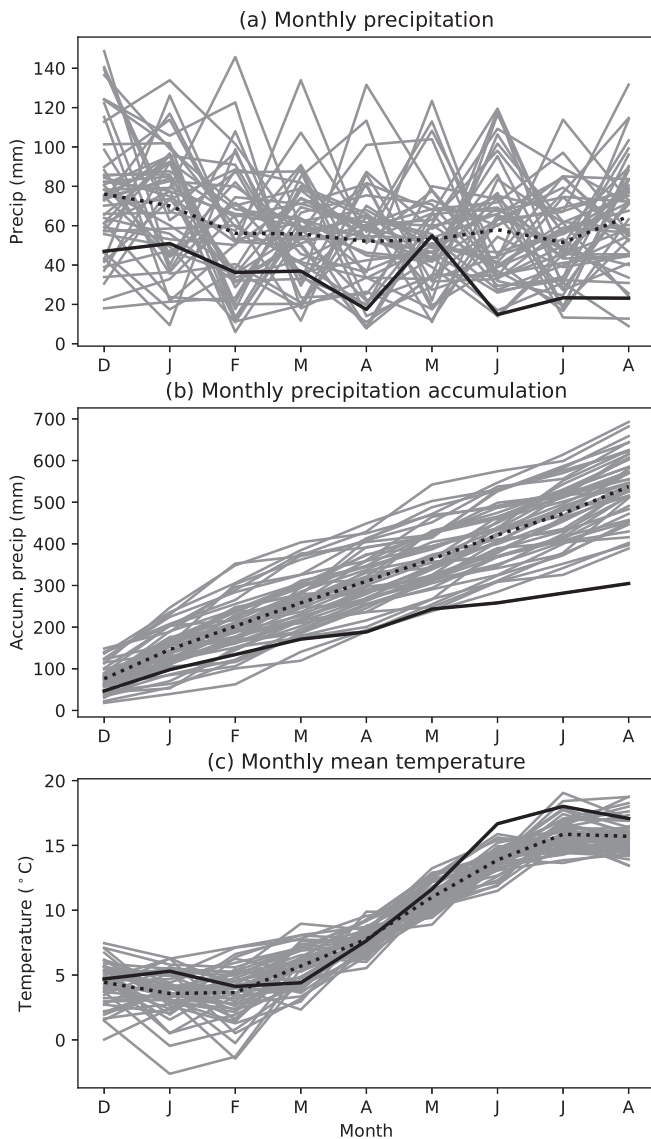 (a) Monthly precipitation
140
120
100
80
60
40
20
0
Precip (mm)
D J F M A M J J A
(b) Monthly precipitation accumulation
700
600
500
400
300
200
100
0
Accum. precip (mm)
D J F M A M J J A
(c) Monthly mean temperature
20
15
10
5
0
Temperature (°C)
D J F M A M J J A
Month